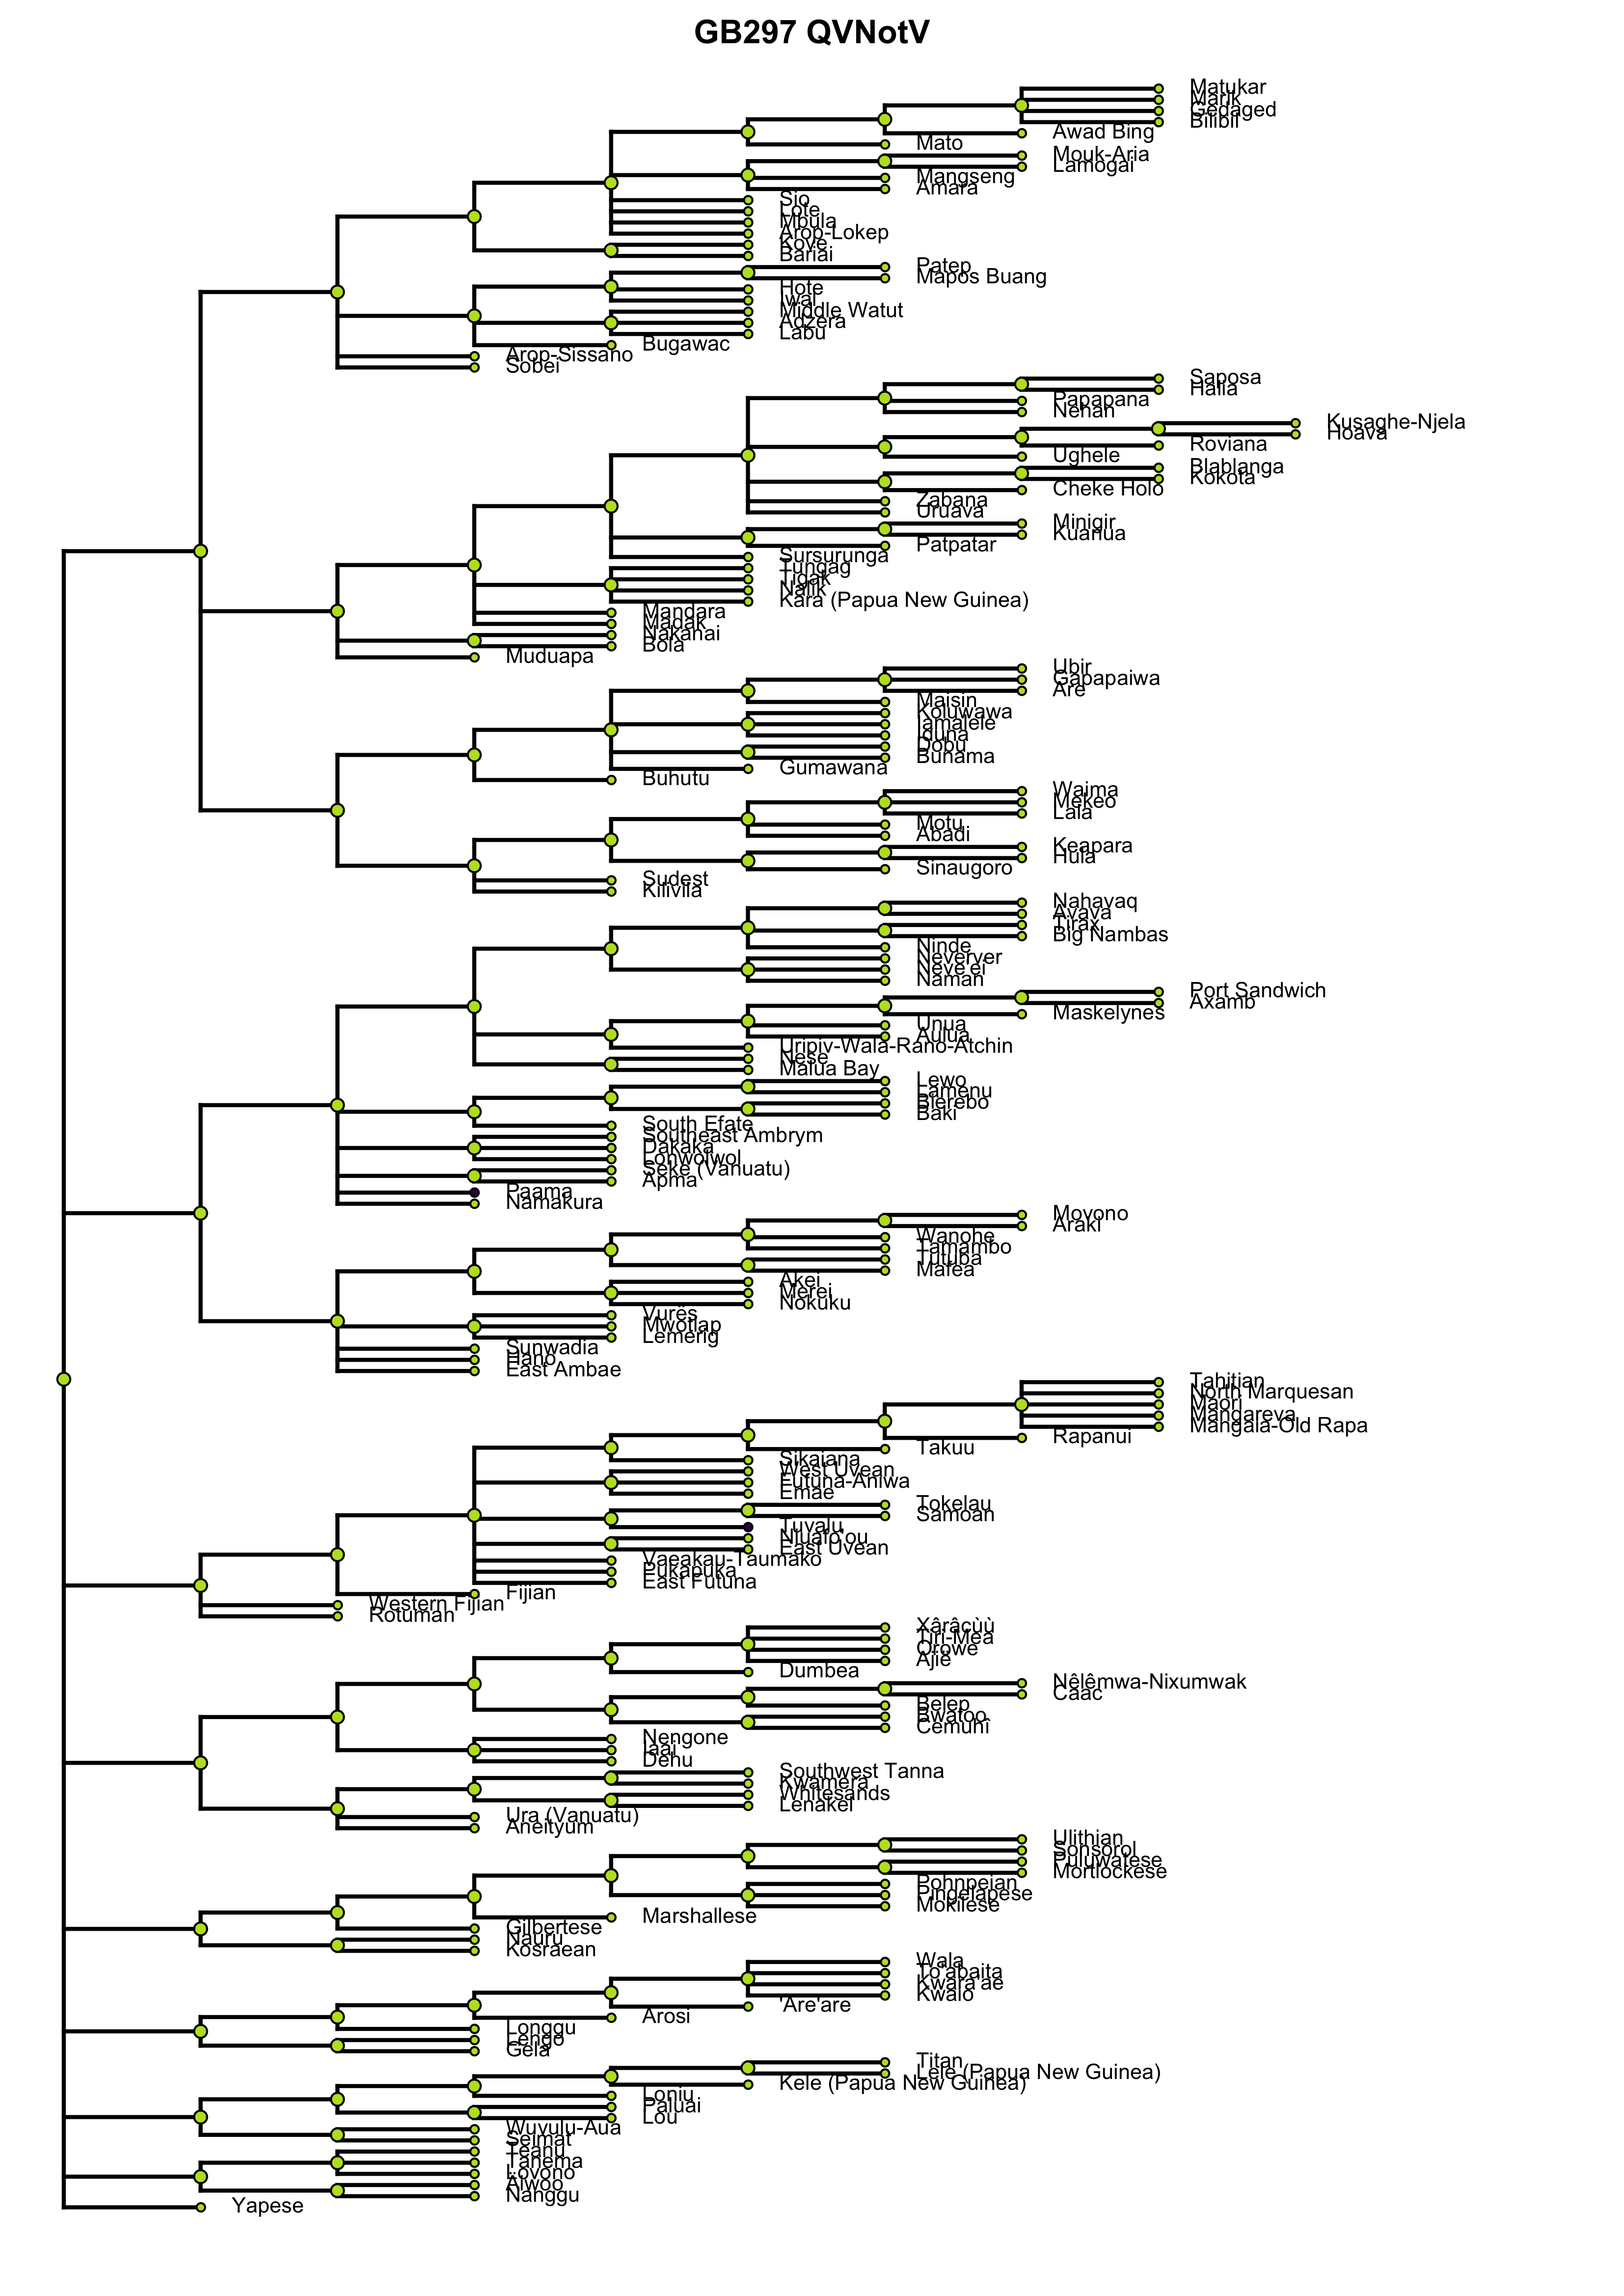 GB297 QVNotV
Matukar
Marik
Gedaged
Bilibil
Awad Bing
Mato
Mouk-Aria
Lamogai
Mangseng
Amara
Sio
Lote
Mbula
Arop-Lokep
Kove
Bariai
Patep
Mapos Buang
Hote
Iwal
Middle Watut
Adzera
Labu
Bugawac
Arop-Sissano
Sobei
Saposa
Halia
Papapana
Nehan
Kusaghe-Njela
Hoava
Roviana
Ughele
Blablanga
Kokota
Cheke Holo
Zabana
Uruava
Minigir
Kuanua
Patpatar
Sursurunga
Tungag
Tigak
Nalik
Kara (Papua New Guinea)
Mandara
Madak
Nakanai
Bola
Muduapa
Ubir
Gapapaiwa
Are
Maisin
Koluwawa
Iamalele
Iduna
Dobu
Bunama
Gumawana
Buhutu
Waima
Mekeo
Lala
Motu
Abadi
Keapara
Hula
Sinaugoro
Sudest
Kilivila
Nahavaq
Avava
Tirax
Big Nambas
Ninde
Neverver
Neve'ei
Naman
Port Sandwich
Axamb
Maskelynes
Unua
Aulua
Uripiv-Wala-Rano-Atchin
Nese
Malua Bay
Lewo
Lamenu
Bierebo
Baki
South Efate
Southeast Ambrym
Dakaka
Lonwolwol
Seke (Vanuatu)
Apma
Paama
Namakura
Movono
Araki
Wanohe
Tamambo
Tutuba
Mafea
Akei
Merei
Nokuku
Vurës
Mwotlap
Lemerig
Sunwadia
Hano
East Ambae
Tahitian
North Marquesan
Maori
Mangareva
Mangaia-Old Rapa
Rapanui
Takuu
Sikaiana
West Uvean
Futuna-Aniwa
Emae
Tokelau
Samoan
Tuvalu
Niuafo'ou
East Uvean
Vaeakau-Taumako
Pukapuka
East Futuna
Fijian
Western Fijian
Rotuman
Xârâcùù
Tiri-Mea
Orowe
Ajië
Dumbea
Nêlêmwa-Nixumwak
Caac
Belep
Bwatoo
Cemuhî
Nengone
Iaai
Dehu
Southwest Tanna
Kwamera
Whitesands
Lenakel
Ura (Vanuatu)
Aneityum
Ulithian
Sonsorol
Puluwatese
Mortlockese
Pohnpeian
Pingelapese
Mokilese
Marshallese
Gilbertese
Nauru
Kosraean
Wala
To'abaita
Kwara'ae
Kwaio
'Are'are
Arosi
Longgu
Lengo
Gela
Titan
Lele (Papua New Guinea)
Kele (Papua New Guinea)
Loniu
Paluai
Lou
Wuvulu-Aua
Seimat
Teanu
Tanema
Lovono
Äiwoo
Nanggu
Yapese